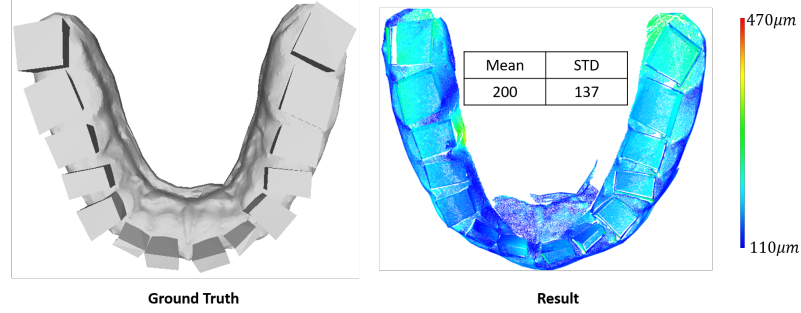 470μm
Mean STD
200 137
110μm
Ground Truth
Result